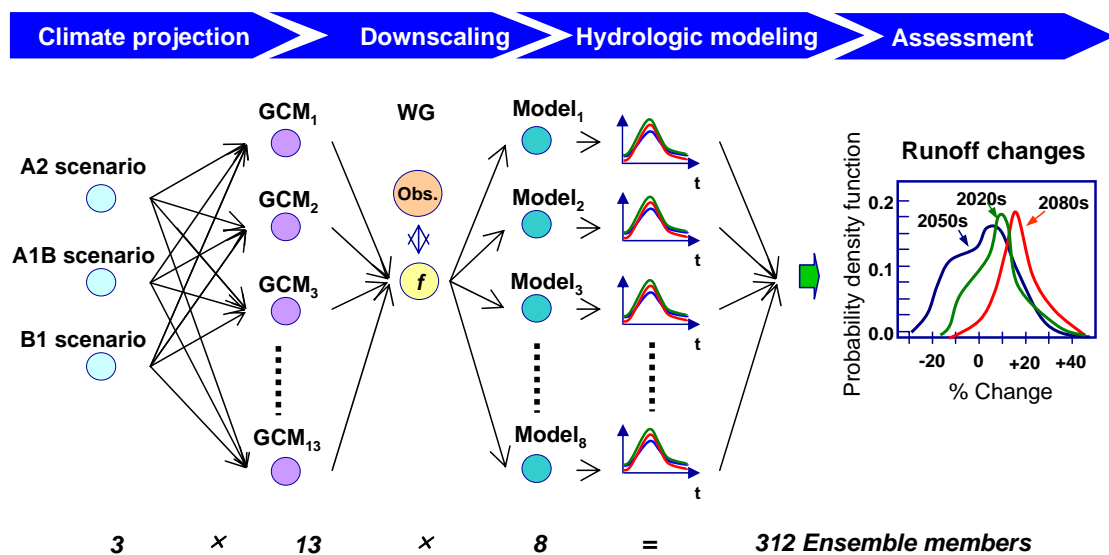 Climate projection
Downscaling
Hydrologic modeling
Assessment
A2 scenario
A1B scenario
B1 scenario
GCM1
GCM2
GCM3
GCM13
WG
Obs.
f
Model1
Model2
Model3
Model8
t
t
t
t
Runoff changes
Probability density function
0.2
0.1
0.0
2050s
2020s
2080s
-20
0
+20
+40
% Change
3 × 13 × 8 = 312 Ensemble members